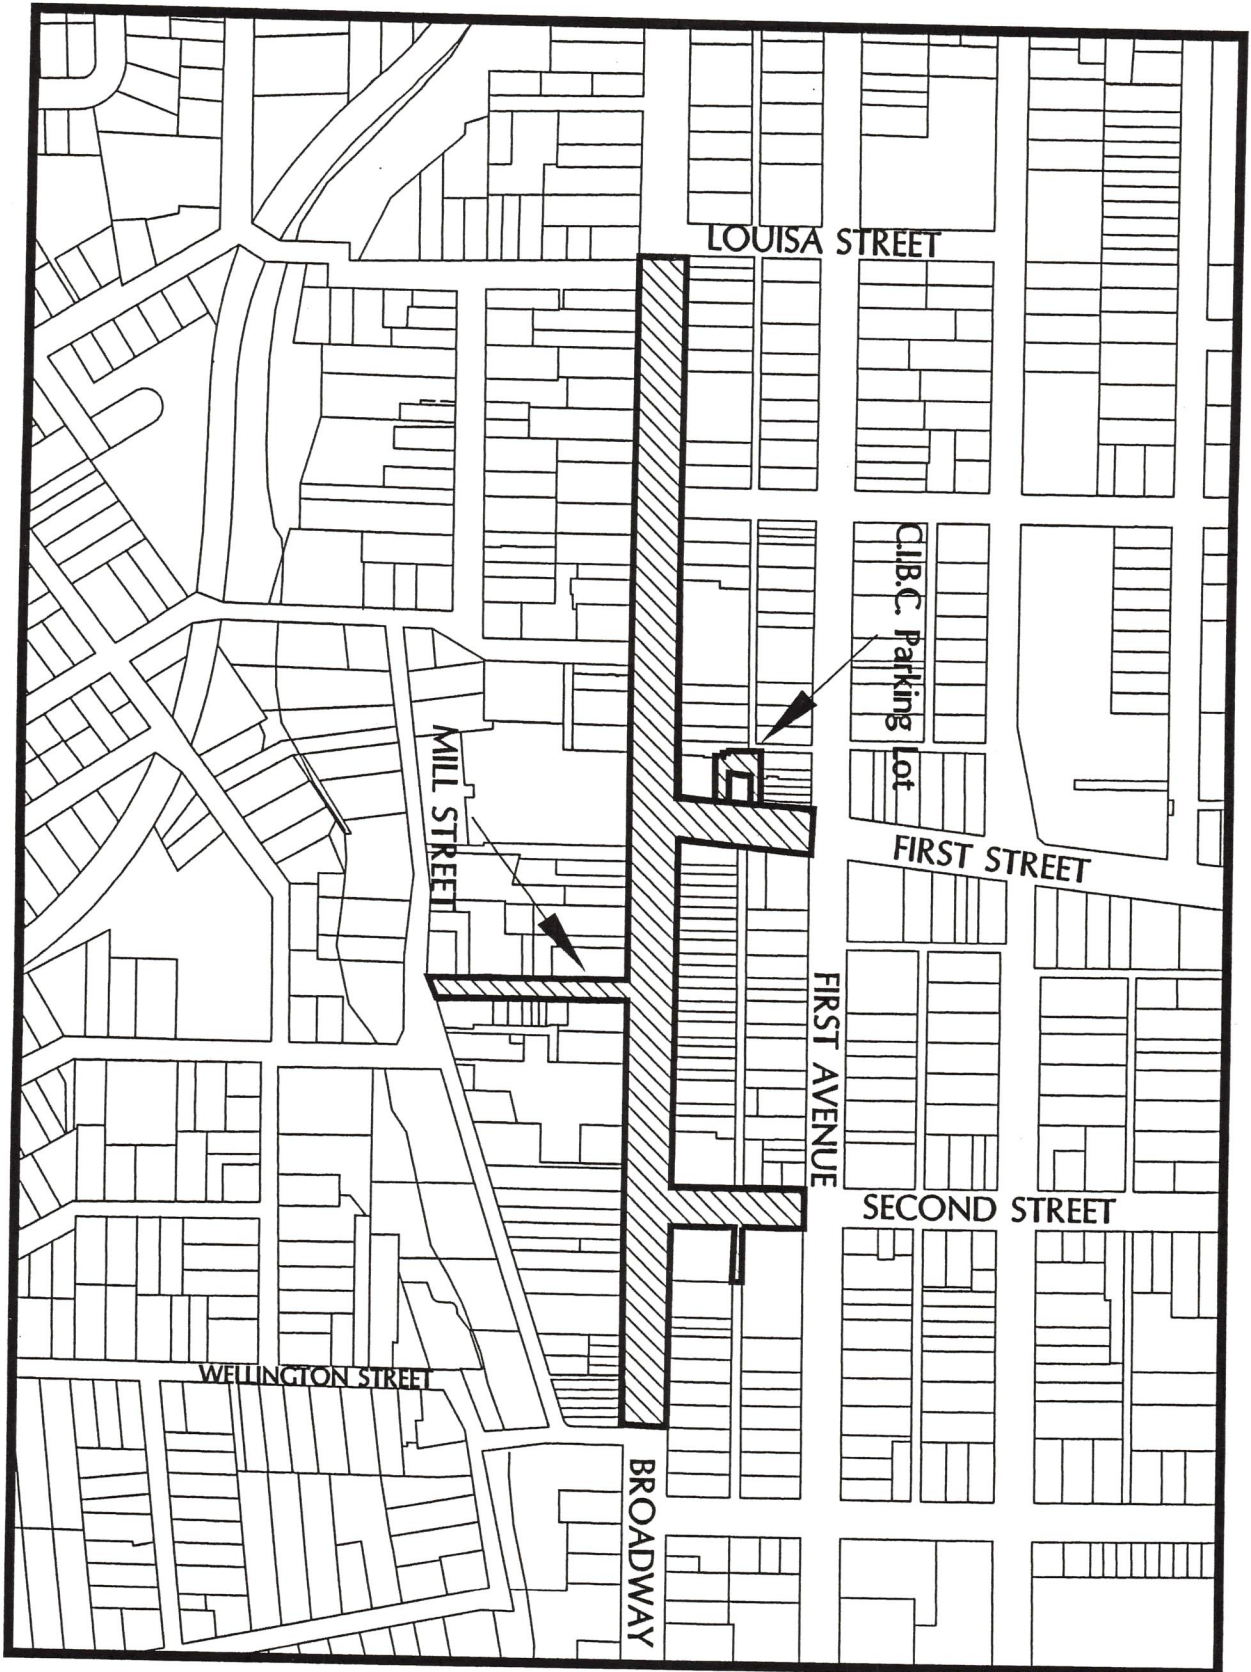 LOUISA STREET
C.I.B.C. Parking Lot
MILL STREET
FIRST STREET
FIRST AVENUE
SECOND STREET
WELLINGTON STREET
BROADWAY